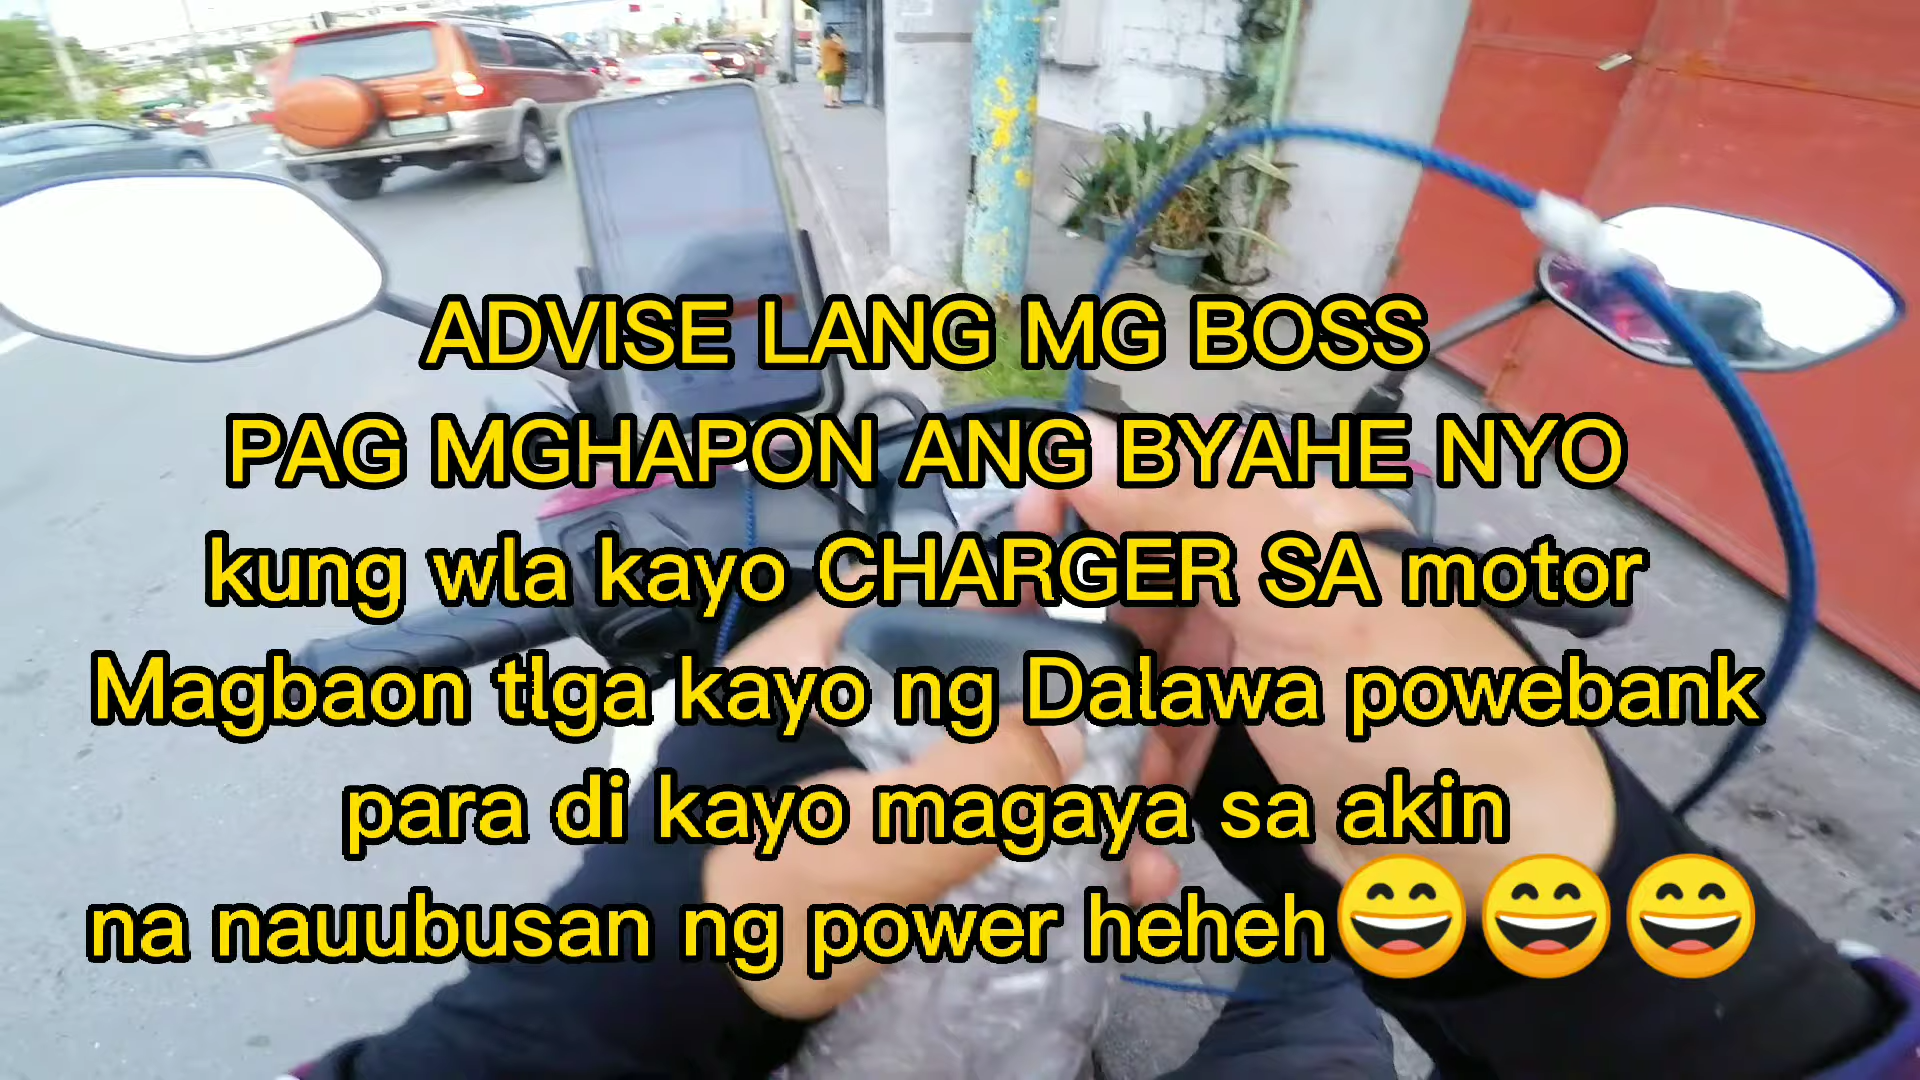 ADVISE LANG MG BOSS
PAG MGHAPON ANG BYAHE NYO
kung wla kayo CHARGER SA motor
Magbaon tlga kayo ng Dalawa powebank
para di kayo magaya sa akin
na nauubusan ng power heheh😄😄😄